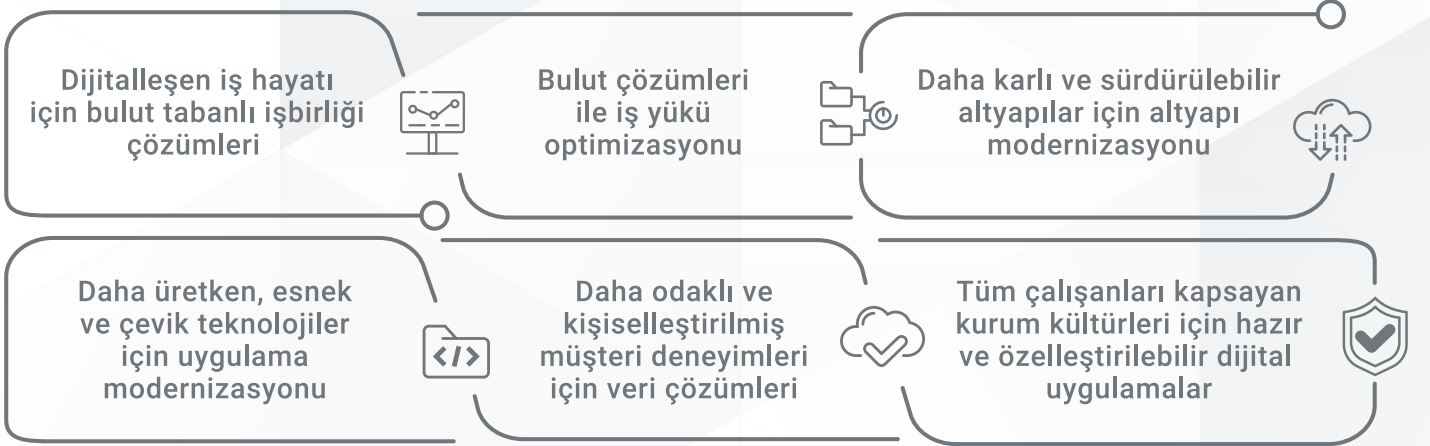 Dijitalleşen iş hayatı
için bulut tabanlı işbirliği
çözümleri
Bulut çözümleri
ile iş yükü
optimizasyonu
Daha karlı ve sürdürülebilir
altyapılar için altyapı
modernizasyonu
Daha üretken, esnek
ve çevik teknolojiler
için uygulama
modernizasyonu
Daha odaklı ve
kişiselleştirilmiş
müşteri deneyimleri
için veri çözümleri
Tüm çalışanları kapsayan
kurum kültürleri için hazır
ve özelleştirilebilir dijital
uygulamalar